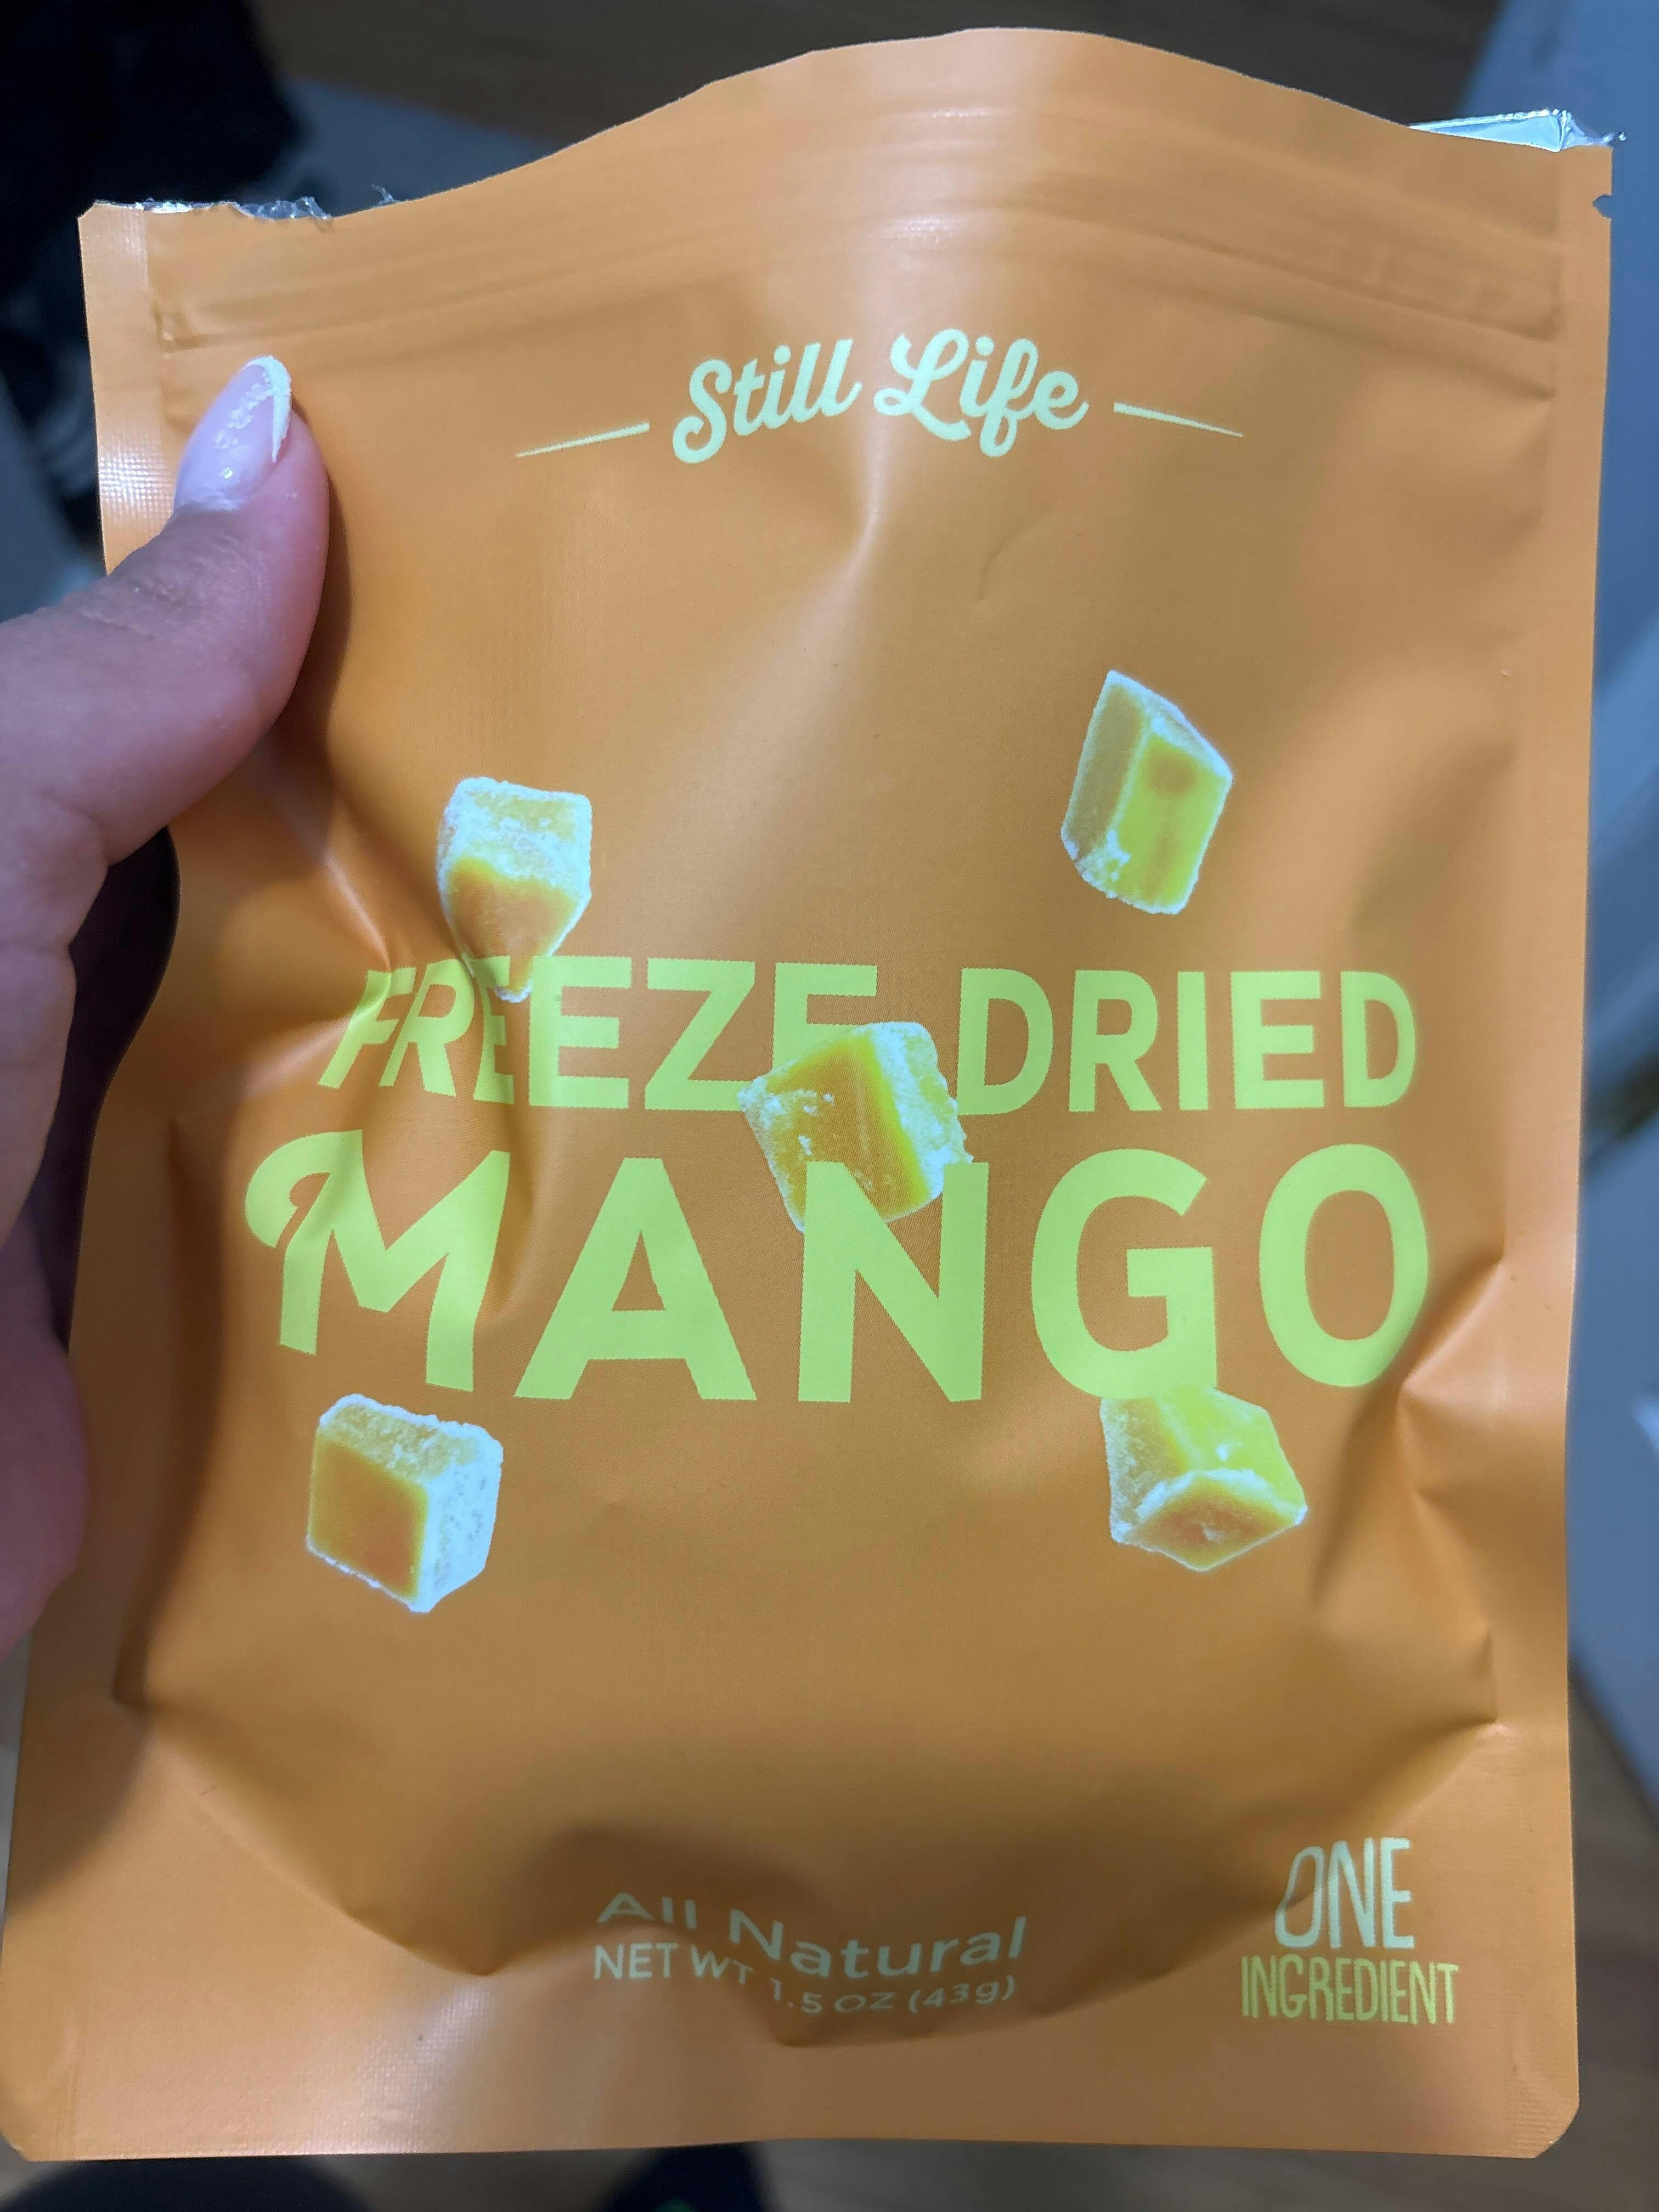 Still Life
FREEZE DRIED
MANGO
All Natural
NET WT 1.5 OZ (43g)
ONE
INGREDIENT